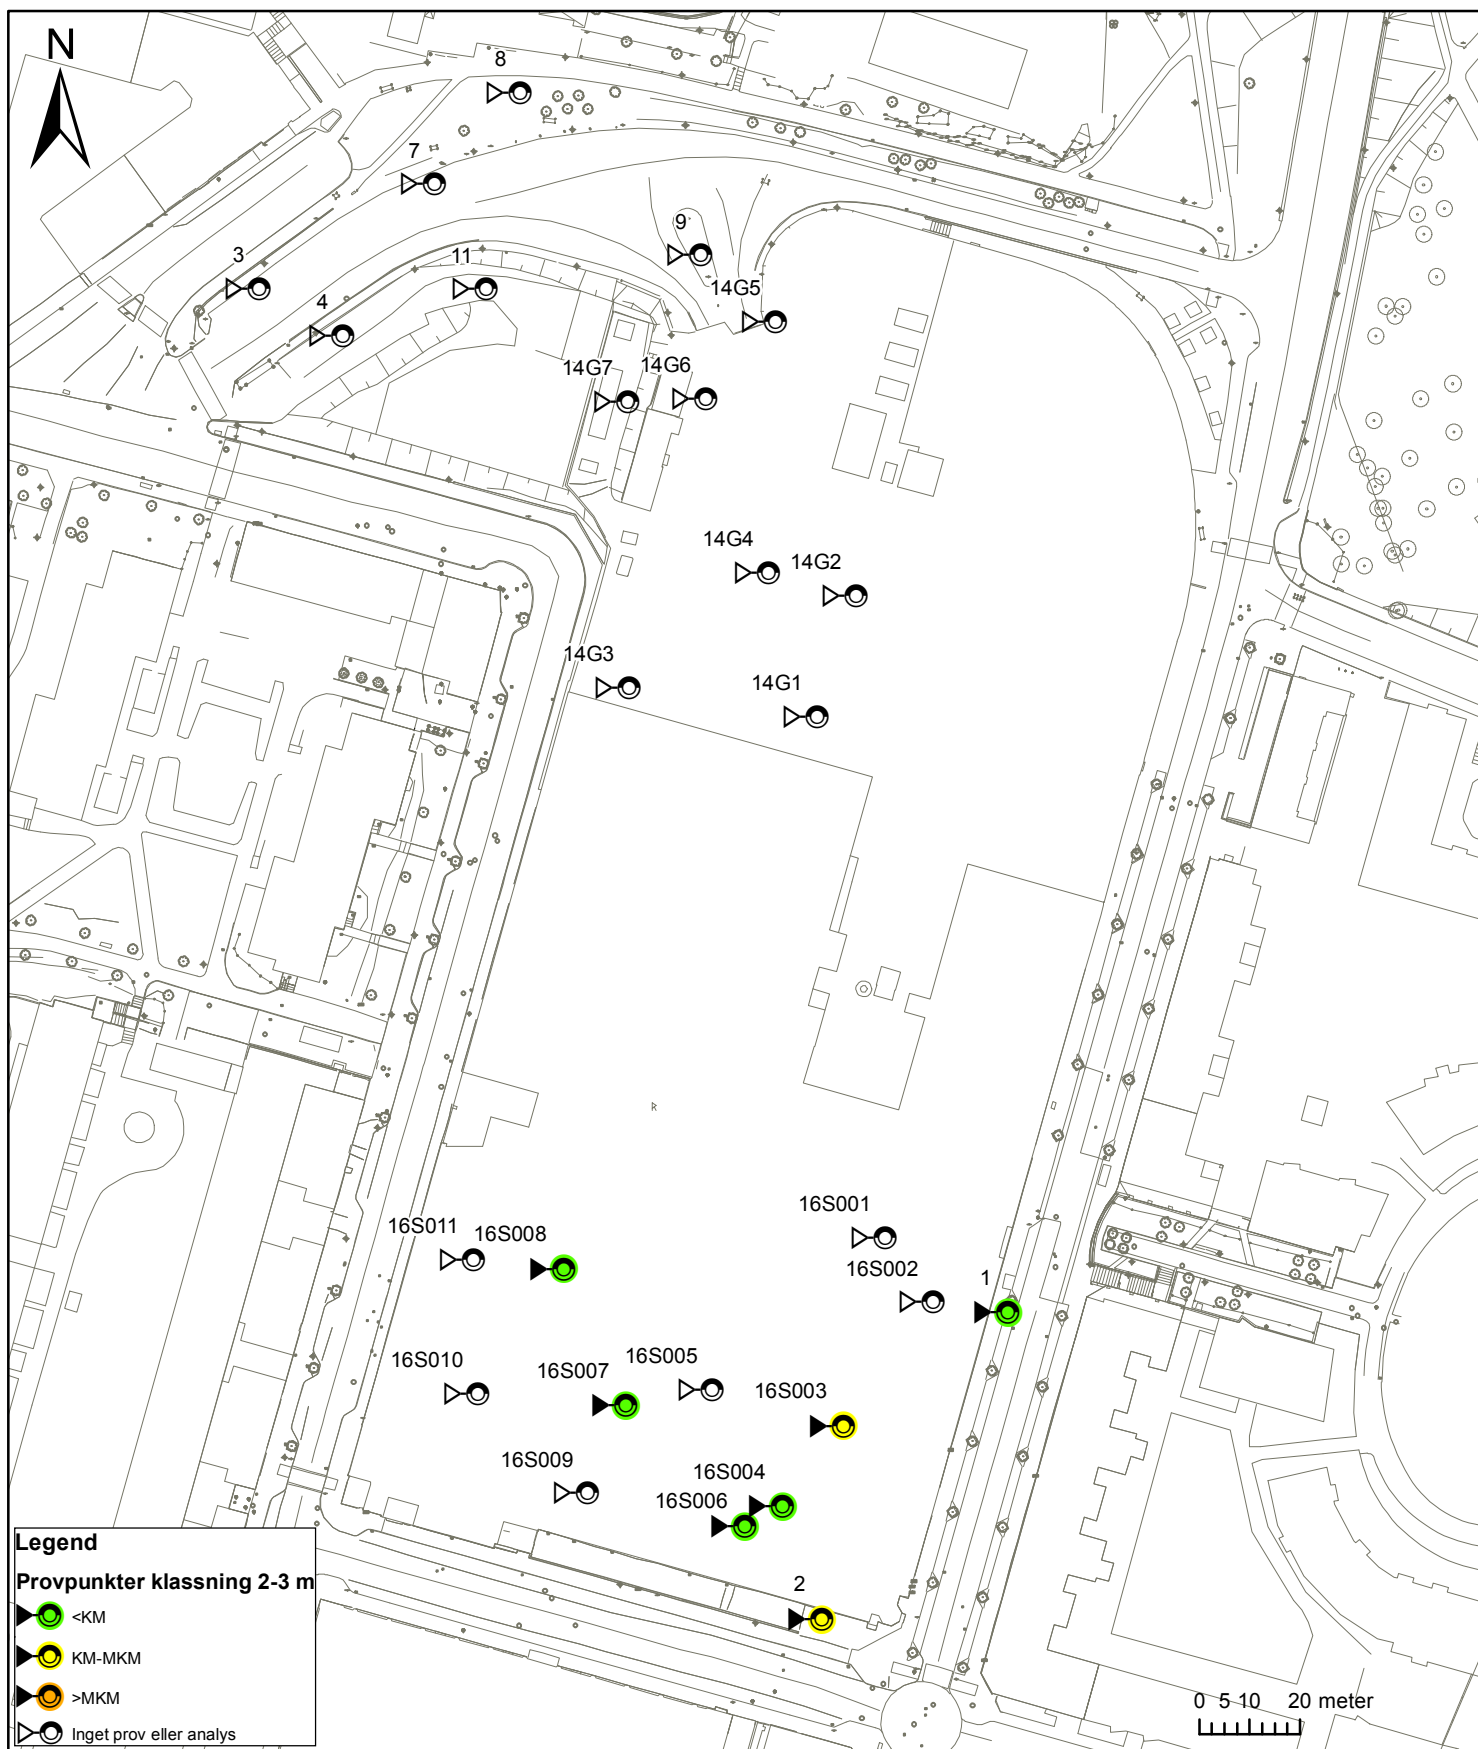 N
8
7
9
3
11
14G5
4
14G7
14G6
14G4
14G2
14G3
14G1
16S001
16S011
16S008
16S002
1
16S005
16S010
16S007
16S003
16S009
16S004
16S006
2
Legend
Provpunkter klassning 2-3 m
<KM
KM-MKM
>MKM
Inget prov eller analys
0 5 10 20 meter